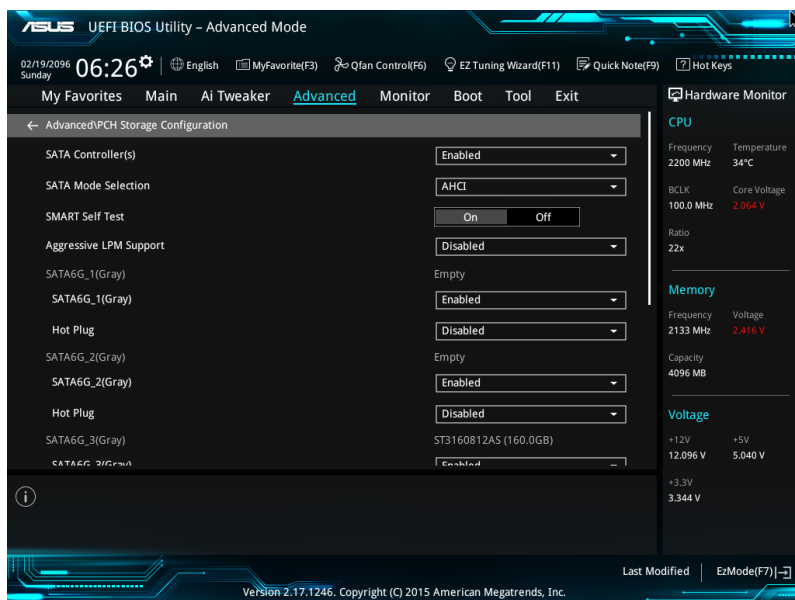 ASUS UEFI BIOS Utility – Advanced Mode
02/19/2096 Sunday 06:26 English MyFavorite(F3) Qfan Control(F6) EZ Tuning Wizard(F11) Quick Note(F9) ? Hot Keys
My Favorites Main Ai Tweaker Advanced Monitor Boot Tool Exit
Hardware Monitor
← Advanced\PCH Storage Configuration
SATA Controller(s) Enabled
SATA Mode Selection AHCI
SMART Self Test On Off
Aggressive LPM Support Disabled
SATA6G_1(Gray) Empty
SATA6G_1(Gray) Enabled
Hot Plug Disabled
SATA6G_2(Gray) Empty
SATA6G_2(Gray) Enabled
Hot Plug Disabled
SATA6G_3(Gray) ST3160812AS (160.0GB)
SATA6G_3(Gray) Enabled
CPU
Frequency Temperature
2200 MHz 34°C
BCLK Core Voltage
100.0 MHz 2.064 V
Ratio
22x
Memory
Frequency Voltage
2133 MHz 2.416 V
Capacity
4096 MB
Voltage
+12V +5V
12.096 V 5.040 V
+3.3V
3.344 V
Last Modified EzMode(F7)
Version 2.17.1246. Copyright (C) 2015 American Megatrends, Inc.